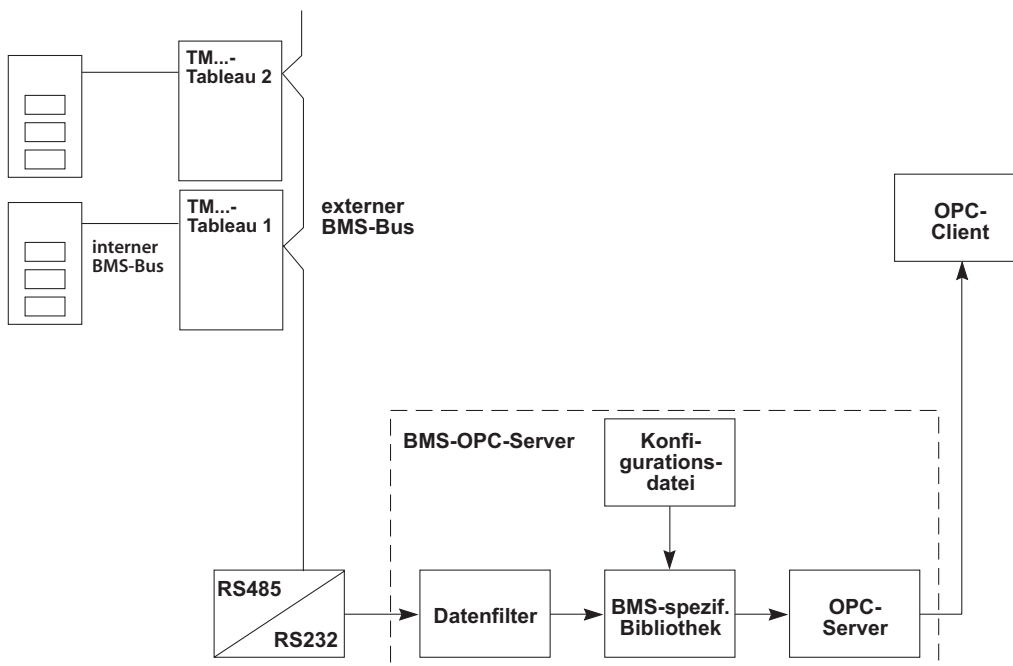 TM...-
Tableau 2
TM...-
Tableau 1
externer
BMS-Bus
interner
BMS-Bus
OPC-
Client
BMS-OPC-Server
Konfi-
gurations-
datei
RS485
RS232
Datenfilter
BMS-spezif.
Bibliothek
OPC-
Server